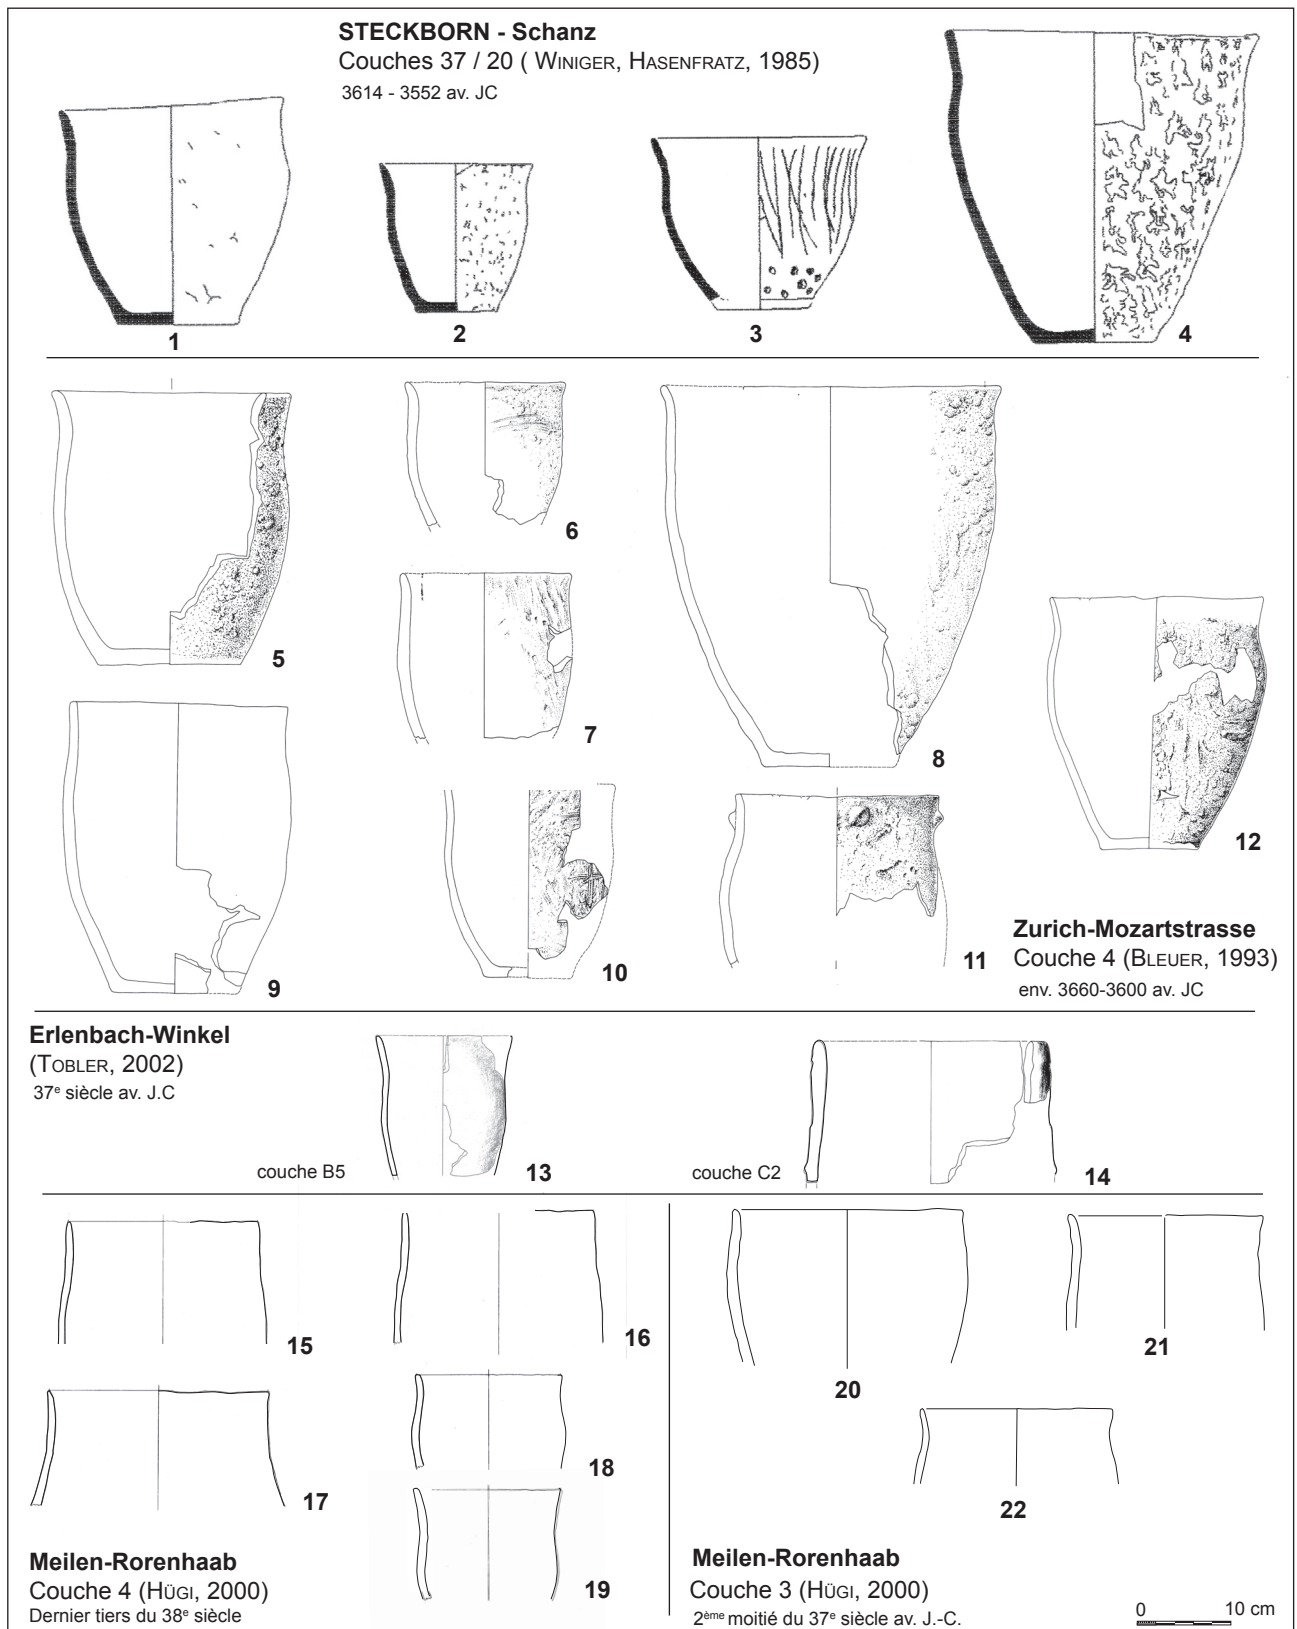 STECKBORN - Schanz
Couches 37 / 20 ( WINIGER, HASENFRATZ, 1985)
3614 - 3552 av. JC
1
2
3
4
5
6
7
8
9
10
11
12
Zurich-Mozartstrasse
Couche 4 (BLEUER, 1993)
env. 3660-3600 av. JC
Erlenbach-Winkel
(TOBLER, 2002)
37e siècle av. J.C
couche B5
13
couche C2
14
15
16
17
18
19
Meilen-Rorenhaab
Couche 4 (HÜGI, 2000)
Dernier tiers du 38e siècle
20
21
22
Meilen-Rorenhaab
Couche 3 (HÜGI, 2000)
2ème moitié du 37e siècle av. J.-C.
0 10 cm